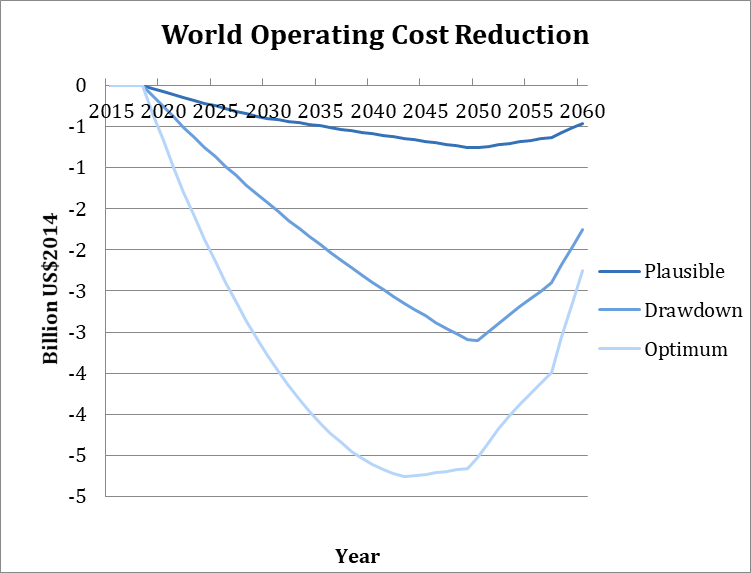 World Operating Cost Reduction
0
2015 2020 2025 2030 2035 2040 2045 2050 2055 2060
-1
-1
-2
-2
-3
-3
-4
-4
-5
-5
Billion US$2014
Plausible
Drawdown
Optimum
Year